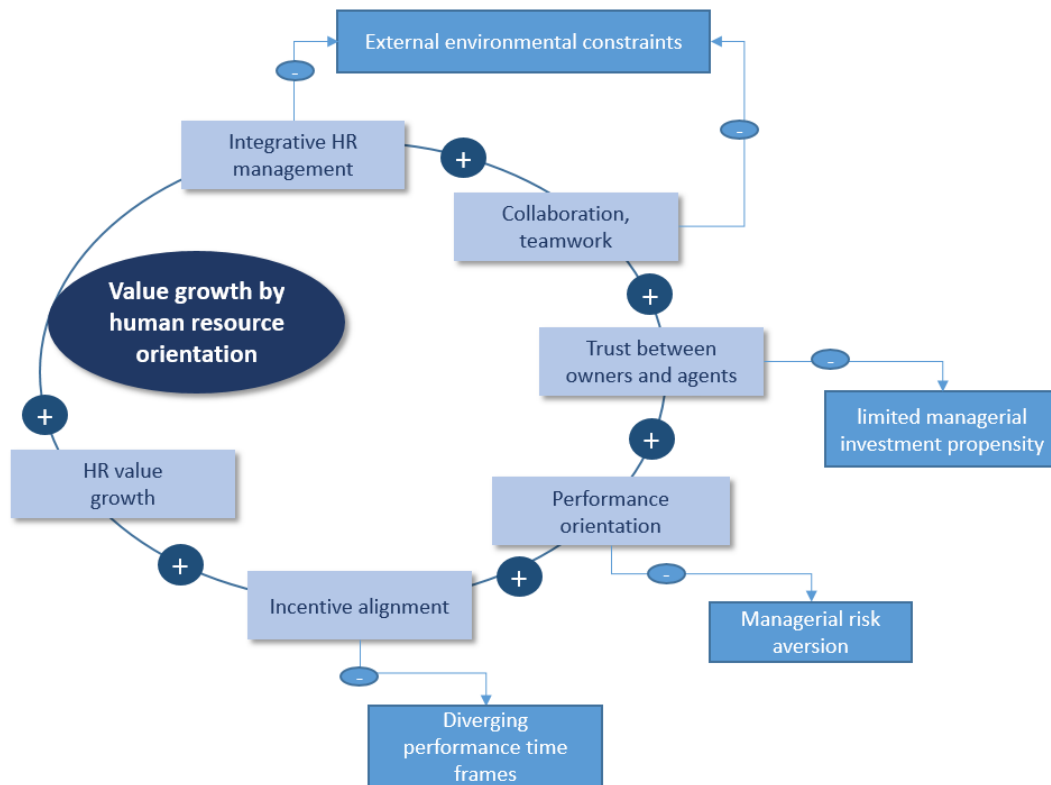 External environmental constraints
-
-
Integrative HR
management
+
Collaboration,
teamwork
Value growth by
human resource
orientation
+
Trust between
owners and agents
-
limited managerial
investment propensity
+
+
HR value
growth
Performance
orientation
+
+
-
Incentive alignment
Managerial risk
aversion
-
Diverging
performance time
frames